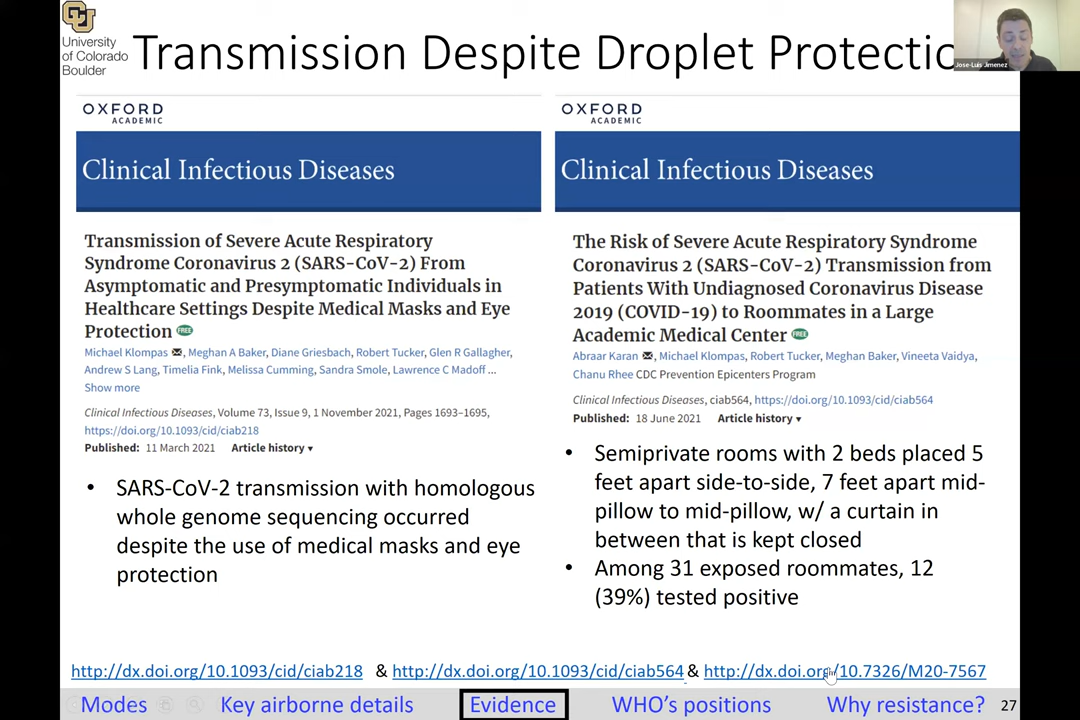 University
of Colorado
Boulder
Transmission Despite Droplet Protectio
Jose-Luis Jimenez
OXFORD
ACADEMIC
Clinical Infectious Diseases
Transmission of Severe Acute Respiratory
Syndrome Coronavirus 2 (SARS-CoV-2) From
Asymptomatic and Presymptomatic Individuals in
Healthcare Settings Despite Medical Masks and Eye
Protection FREE
Michael Klompas, Meghan A Baker, Diane Griesbach, Robert Tucker, Glen R Gallagher,
Andrew S Lang, Timelia Fink, Melissa Cumming, Sandra Smole, Lawrence C Madoff ...
Show more
Clinical Infectious Diseases, Volume 73, Issue 9, 1 November 2021, Pages 1693–1695,
https://doi.org/10.1093/cid/ciab218
Published: 11 March 2021 Article history ▾
• SARS-CoV-2 transmission with homologous
whole genome sequencing occurred
despite the use of medical masks and eye
protection
OXFORD
ACADEMIC
Clinical Infectious Diseases
The Risk of Severe Acute Respiratory Syndrome
Coronavirus 2 (SARS-CoV-2) Transmission from
Patients With Undiagnosed Coronavirus Disease
2019 (COVID-19) to Roommates in a Large
Academic Medical Center FREE
Abraar Karan, Michael Klompas, Robert Tucker, Meghan Baker, Vineeta Vaidya,
Chanu Rhee CDC Prevention Epicenters Program
Clinical Infectious Diseases, ciab564, https://doi.org/10.1093/cid/ciab564
Published: 18 June 2021 Article history ▾
• Semiprivate rooms with 2 beds placed 5
feet apart side-to-side, 7 feet apart mid-
pillow to mid-pillow, w/ a curtain in
between that is kept closed
• Among 31 exposed roommates, 12
(39%) tested positive
http://dx.doi.org/10.1093/cid/ciab218 & http://dx.doi.org/10.1093/cid/ciab564 & http://dx.doi.org/10.7326/M20-7567
Modes Key airborne details Evidence WHO's positions Why resistance? 27